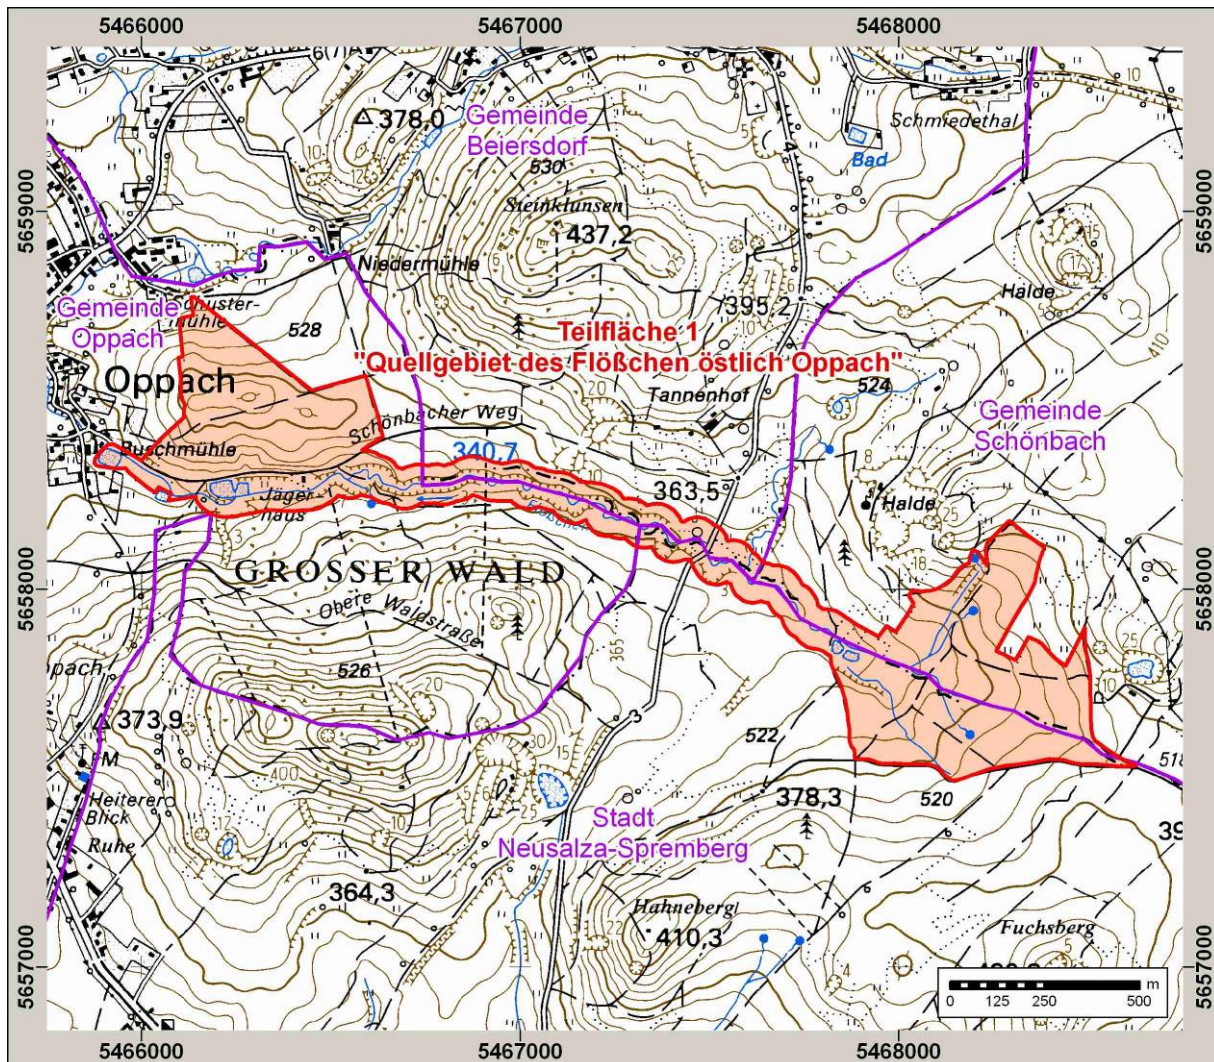 5466000
5467000
5468000
5659000
5659000
378,0
Gemeinde
Beiersdorf
530
Schmiedethal
Bad
Steinklunsen
437,2
Niedermühle
Gemeinde
Oppach
528
395,2
Halde
Teilfläche 1
"Quellgebiet des Flößchen östlich Oppach"
Oppach
524
Tannenhof
Schönbacher Weg
Gemeinde
Schönbach
410
Buschmühle
340,7
363,5
Halde
Jäger-
haus
5658000
5658000
GROSSER WALD
Obere Waldstraße
365
526
373,9
M
Heiterer
Blick
Ruhe
400
522
378,3
520
518
Stadt
Neusalza-Spremberg
364,3
Hahneberg
410,3
Fuchsberg
5657000
5657000
m
0 125 250 500
5466000
5467000
5468000